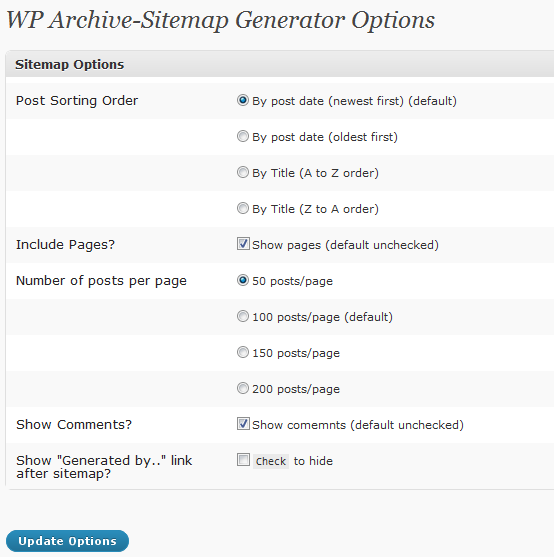 WP Archive-Sitemap Generator Options
Sitemap Options
Post Sorting Order
By post date (newest first) (default)
By post date (oldest first)
By Title (A to Z order)
By Title (Z to A order)
Include Pages?
Show pages (default unchecked)
Number of posts per page
50 posts/page
100 posts/page (default)
150 posts/page
200 posts/page
Show Comments?
Show comemnts (default unchecked)
Show "Generated by.." link
after sitemap?
Check to hide
Update Options